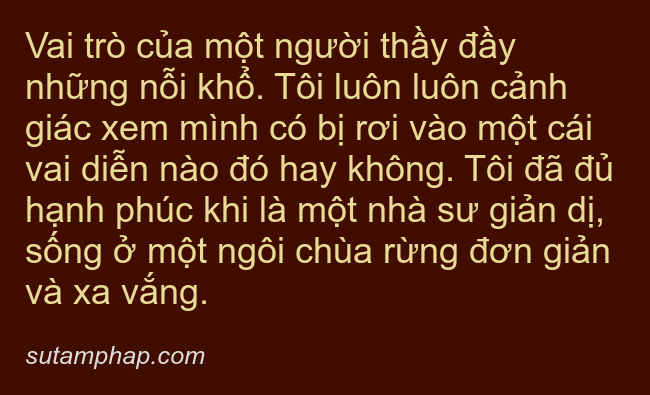 Vai trò của một người thầy đầy
những nỗi khổ. Tôi luôn luôn cảnh
giác xem mình có bị rơi vào một cái
vai diễn nào đó hay không. Tôi đã đủ
hạnh phúc khi là một nhà sư giản dị,
sống ở một ngôi chùa rừng đơn giản
và xa vắng.
sutamphap.com